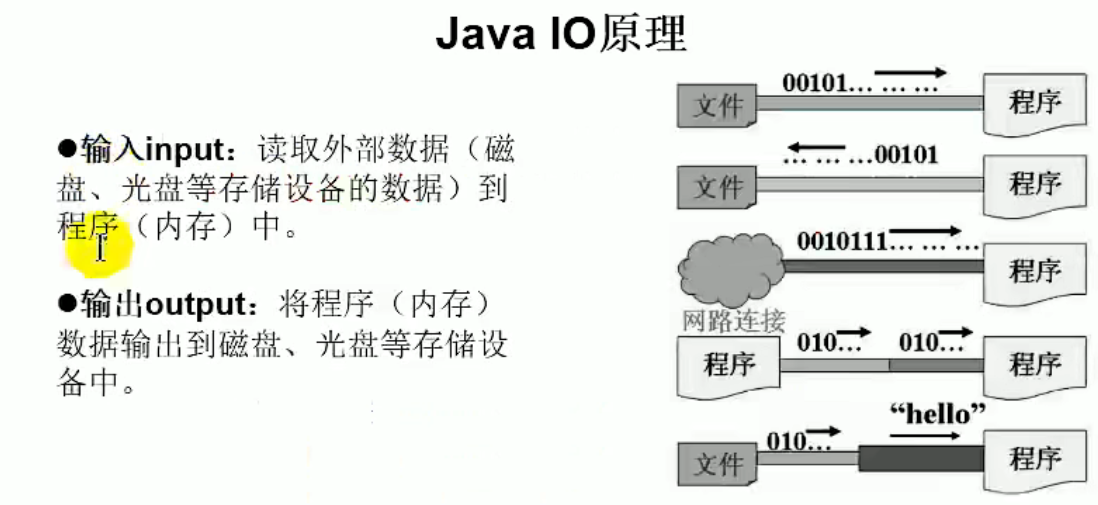 Java IO原理
●输入input：读取外部数据（磁
盘、光盘等存储设备的数据）到
程序（内存）中。
●输出output：将程序（内存）
数据输出到磁盘、光盘等存储设
备中。
00101… … …
文件
程序
… … …00101
文件
程序
0010111… … …
程序
网路连接
010… 010…
程序
程序
“hello”
010…
文件
程序